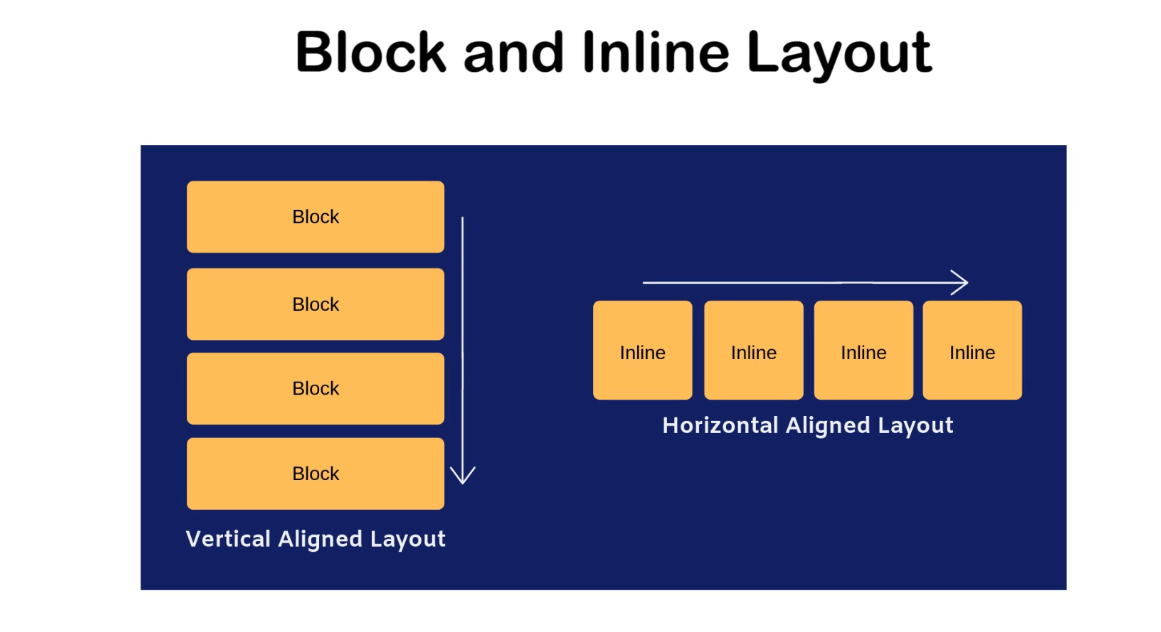 Block and Inline Layout
Block
Block
Block
Block
Vertical Aligned Layout
Inline Inline Inline Inline
Horizontal Aligned Layout